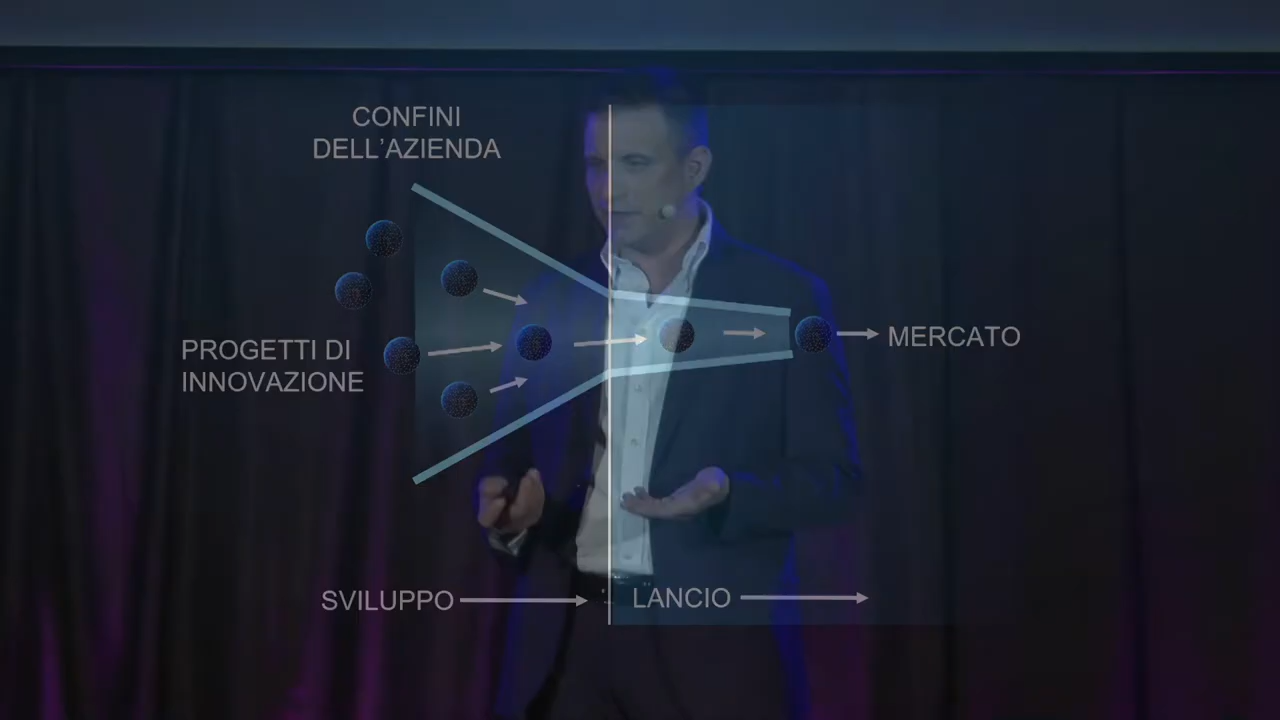 CONFINI
DELL'AZIENDA
PROGETTI DI
INNOVAZIONE
MERCATO
SVILUPPO
LANCIO